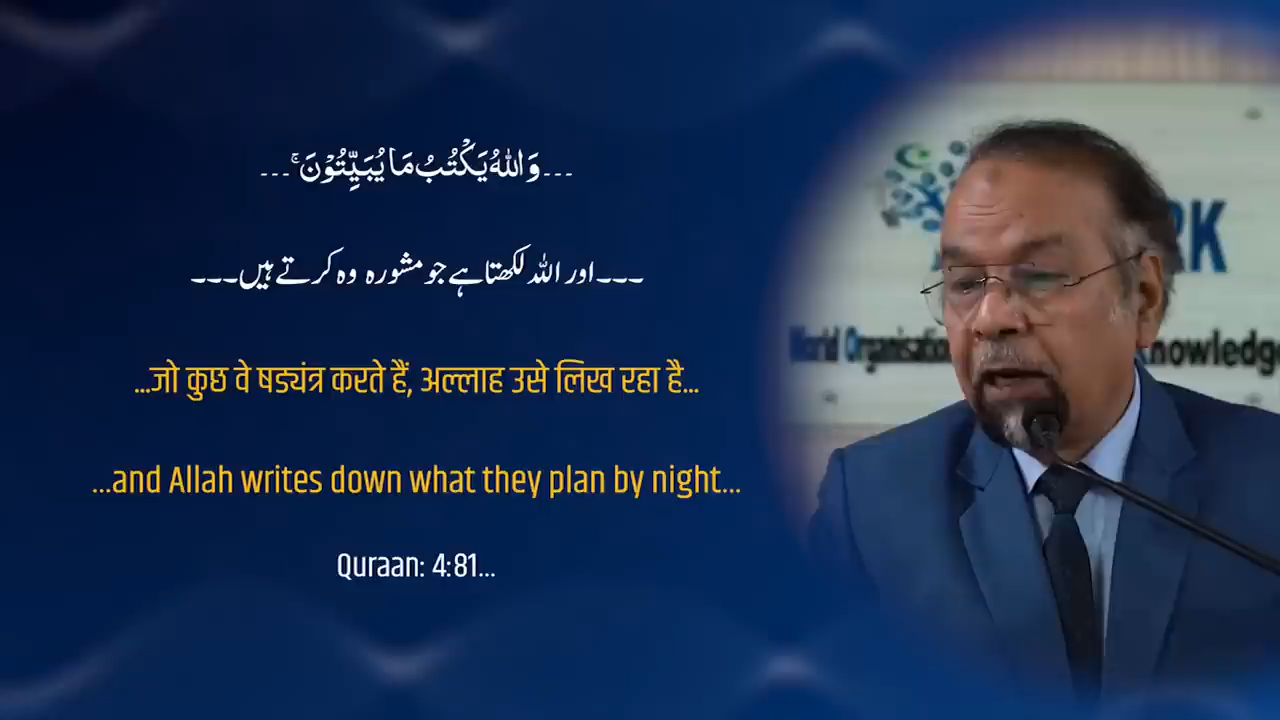 ...وَاللّٰهُ يَكْتُبُ مَا يُبَيِّتُوْنَ ۚ...
۔۔۔اور اللہ لکھتا ہے جو مشورہ وہ کرتے ہیں۔۔۔
...जो कुछ वे षड्यंत्र करते हैं, अल्लाह उसे लिख रहा है...
...and Allah writes down what they plan by night...
Quraan: 4:81...
RK
World Organisation
Knowledge